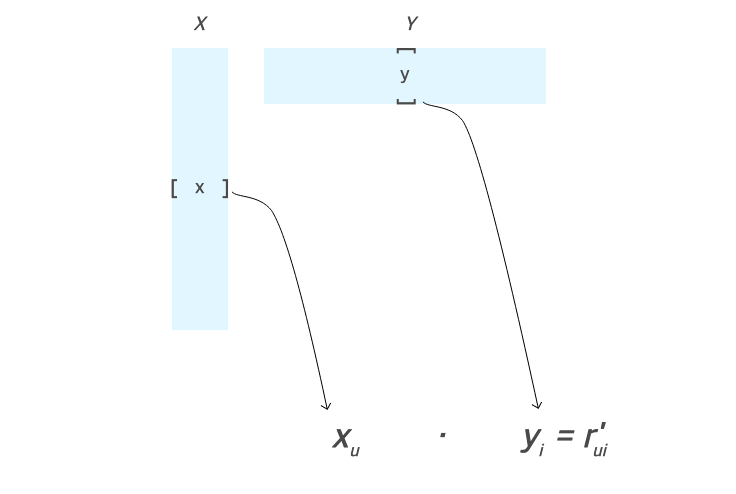 X Y
y
[ x ]
x_u · y_i = r'_ui